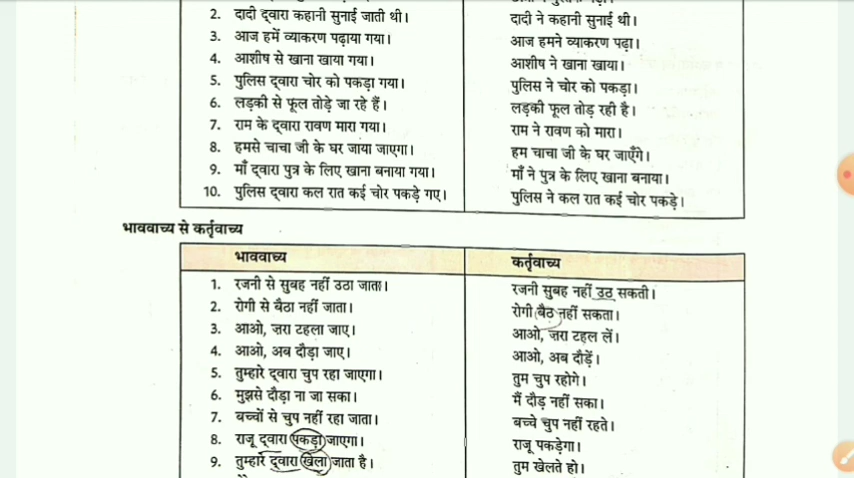 2. दादी द्वारा कहानी सुनाई जाती थी। दादी ने कहानी सुनाई थी।
3. आज हमें व्याकरण पढ़ाया गया। आज हमने व्याकरण पढ़ा।
4. आशीष से खाना खाया गया। आशीष ने खाना खाया।
5. पुलिस द्वारा चोर को पकड़ा गया। पुलिस ने चोर को पकड़ा।
6. लड़की से फूल तोड़े जा रहे हैं। लड़की फूल तोड़ रही है।
7. राम के द्वारा रावण मारा गया। राम ने रावण को मारा।
8. हमसे चाचा जी के घर जाया जाएगा। हम चाचा जी के घर जाएँगे।
9. माँ द्वारा पुत्र के लिए खाना बनाया गया। माँ ने पुत्र के लिए खाना बनाया।
10. पुलिस द्वारा कल रात कई चोर पकड़े गए। पुलिस ने कल रात कई चोर पकड़े।
भाववाच्य से कर्तृवाच्य
भाववाच्य कर्तृवाच्य
1. रजनी से सुबह नहीं उठा जाता। रजनी सुबह नहीं उठ सकती।
2. रोगी से बैठा नहीं जाता। रोगी बैठ नहीं सकता।
3. आओ, ज़रा टहला जाए। आओ, ज़रा टहल लें।
4. आओ, अब दौड़ा जाए। आओ, अब दौड़ें।
5. तुम्हारे द्वारा चुप रहा जाएगा। तुम चुप रहोगे।
6. मुझसे दौड़ा ना जा सका। मैं दौड़ नहीं सका।
7. बच्चों से चुप नहीं रहा जाता। बच्चे चुप नहीं रहते।
8. राजू द्वारा पकड़ा जाएगा। राजू पकड़ेगा।
9. तुम्हारे द्वारा खेला जाता है। तुम खेलते हो।